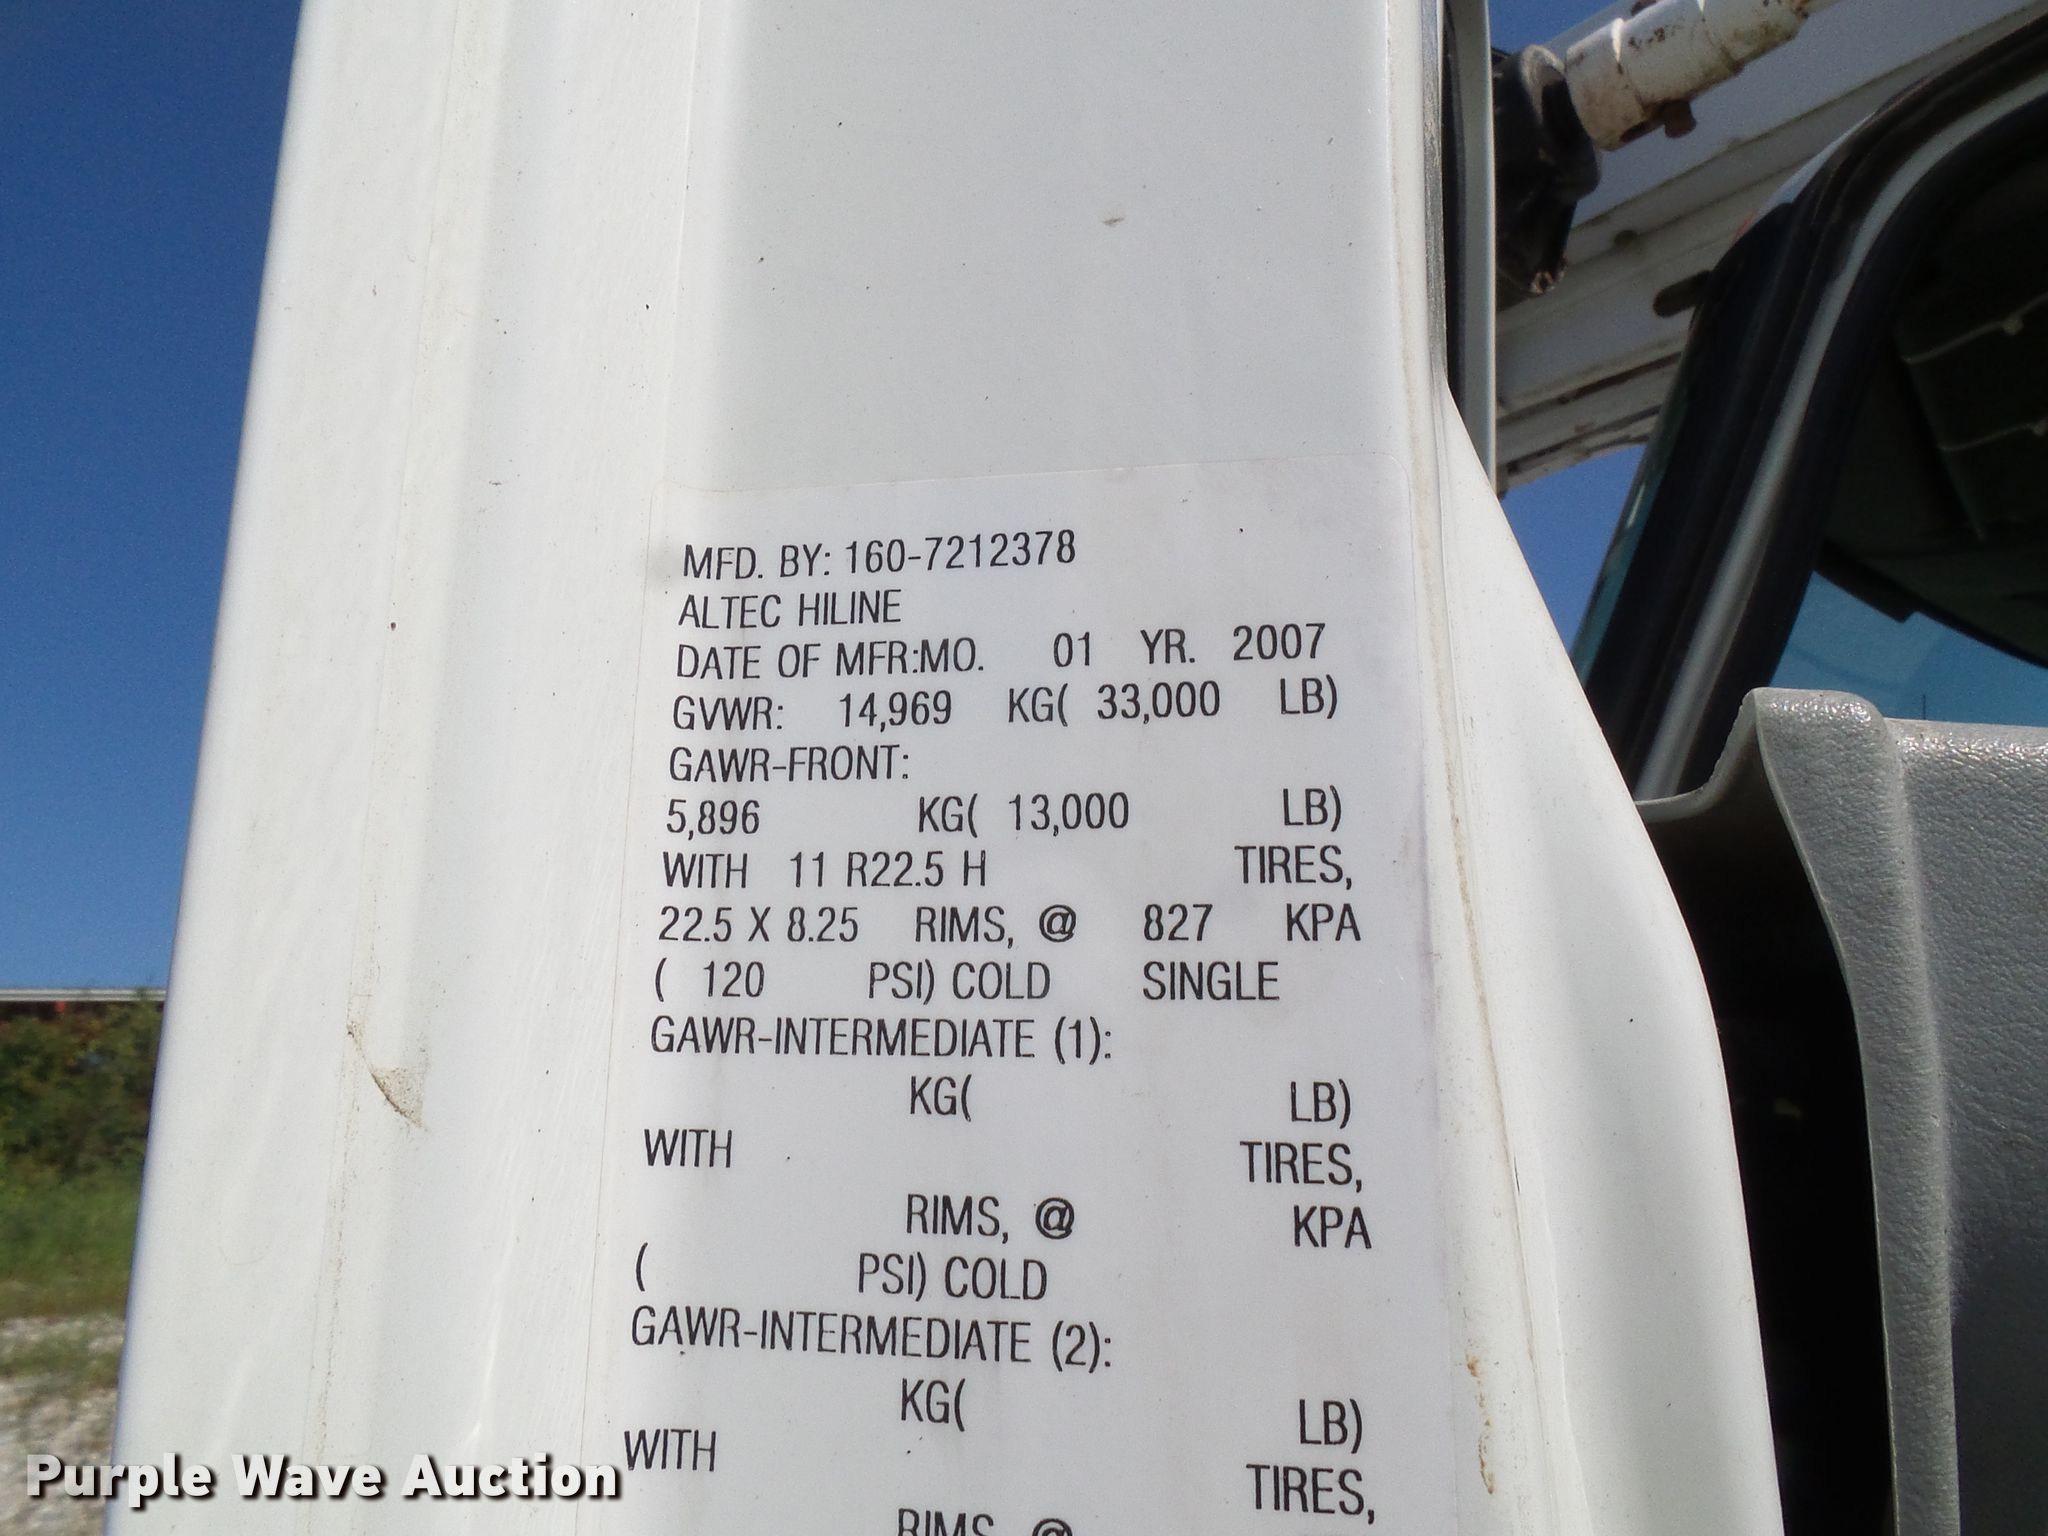 MFD. BY: 160-7212378
ALTEC HILINE
DATE OF MFR:MO. 01 YR. 2007
GVWR: 14,969 KG( 33,000 LB)
GAWR-FRONT:
5,896 KG( 13,000 LB)
WITH 11 R22.5 H TIRES,
22.5 X 8.25 RIMS, @ 827 KPA
( 120 PSI) COLD SINGLE
GAWR-INTERMEDIATE (1):
KG( LB)
WITH TIRES,
RIMS, @ KPA
( PSI) COLD
GAWR-INTERMEDIATE (2):
KG( LB)
WITH TIRES,
RIMS @
Purple Wave Auction